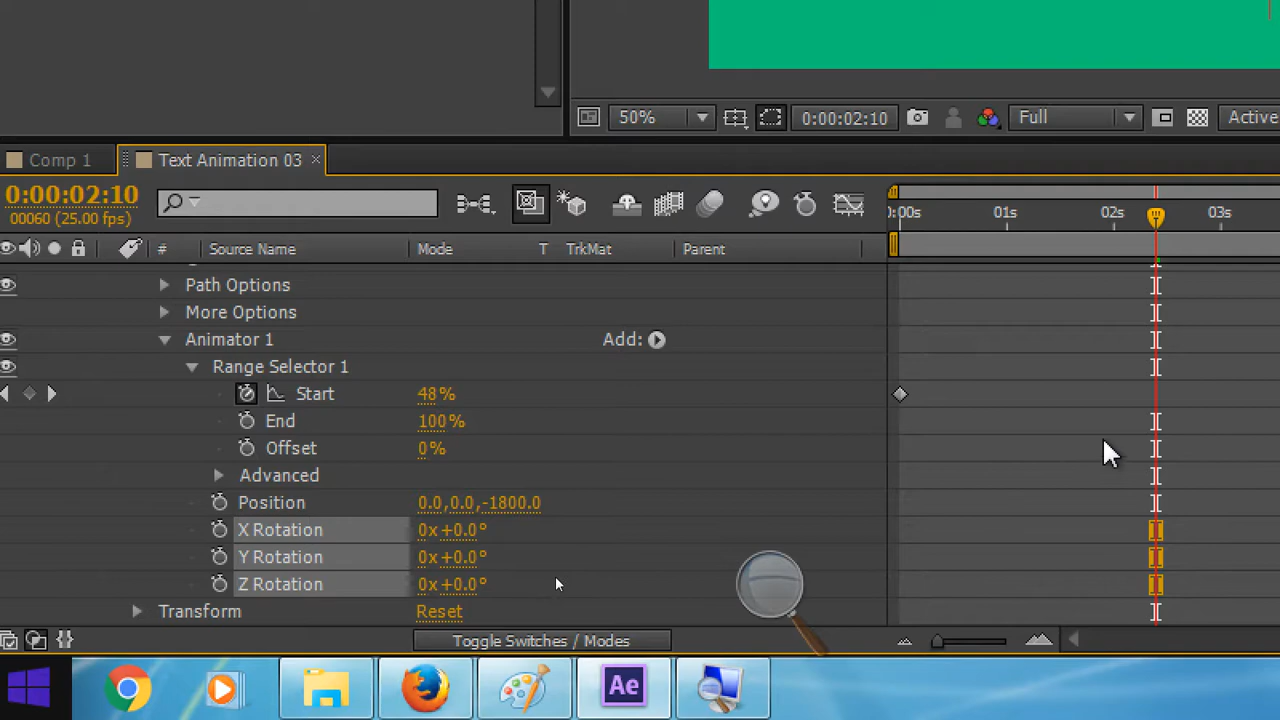 50% 0:00:02:10 Full Active
Comp 1 Text Animation 03 ×
0:00:02:10
00060 (25.00 fps)
:00s 01s 02s 03s
# Source Name Mode T TrkMat Parent
Path Options
More Options
Animator 1 Add:
Range Selector 1
Start 48%
End 100%
Offset 0%
Advanced
Position 0.0,0.0,-1800.0
X Rotation 0x+0.0°
Y Rotation 0x+0.0°
Z Rotation 0x+0.0°
Transform Reset
Toggle Switches / Modes
Ae